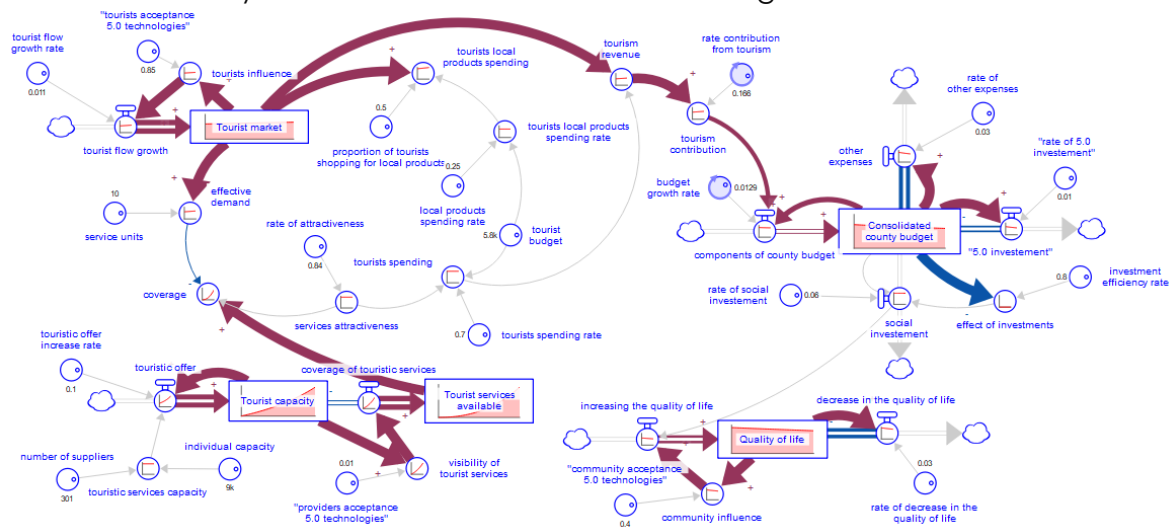 "tourists acceptance
5.0 technologies"
tourist flow
growth rate
0.85
0.011
tourists influence
Tourist market
tourist flow growth
tourists local
products spending
0.5
proportion of tourists
shopping for local products
tourists local products
spending rate
0.25
local products
spending rate
tourism
revenue
rate contribution
from tourism
0.166
tourism
contribution
budget
growth rate
0.0129
components of county budget
rate of
other expenses
0.03
other
expenses
"rate of 5.0
investement"
0.01
Consolidated
county budget
"5.0 investement"
10
service units
effective
demand
rate of attractiveness
0.84
5.8k
tourist
budget
tourists spending
coverage
services attractiveness
0.7
tourists spending rate
rate of social
investement
0.06
social
investement
effect of investments
0.8
investment
efficiency rate
touristic offer
increase rate
0.1
touristic offer
coverage of touristic services
Tourist capacity
Tourist services
available
number of suppliers
301
individual capacity
9k
touristic services capacity
0.01
"providers acceptance
5.0 technologies"
visibility of
tourist services
increasing the quality of life
decrease in the quality of life
Quality of life
"community acceptance
5.0 technologies"
0.4
community influence
0.03
rate of decrease in the
quality of life